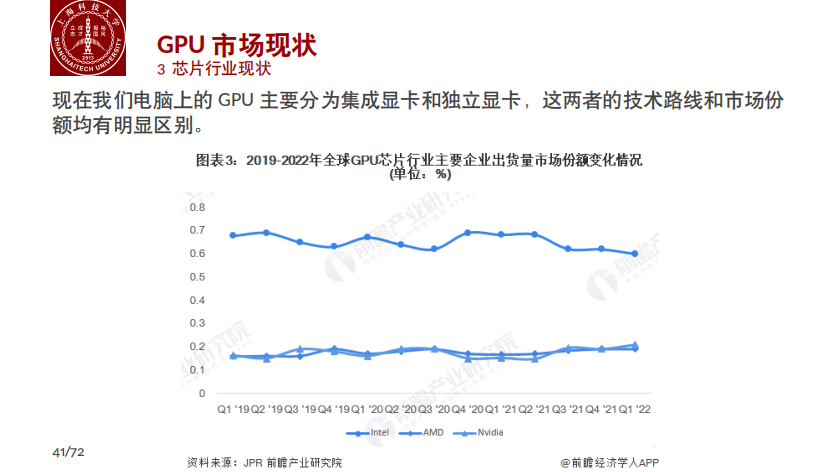 上海科技大学
立志 成才 报国 裕民
2013
SHANGHAITECH UNIVERSITY
GPU 市场现状
3 芯片行业现状
现在我们电脑上的 GPU 主要分为集成显卡和独立显卡，这两者的技术路线和市场份
额均有明显区别。
图表3：2019-2022年全球GPU芯片行业主要企业出货量市场份额变化情况
(单位：%)
0.8
0.7
0.6
0.5
0.4
0.3
0.2
0.1
0
Q1 '19 Q2 '19 Q3 '19 Q4 '19 Q1 '20 Q2 '20 Q3 '20 Q4 '20 Q1 '21 Q2 '21 Q3 '21 Q4 '21 Q1 '22
Intel AMD Nvidia
前瞻产业研究院
41/72
资料来源：JPR 前瞻产业研究院 @前瞻经济学人APP